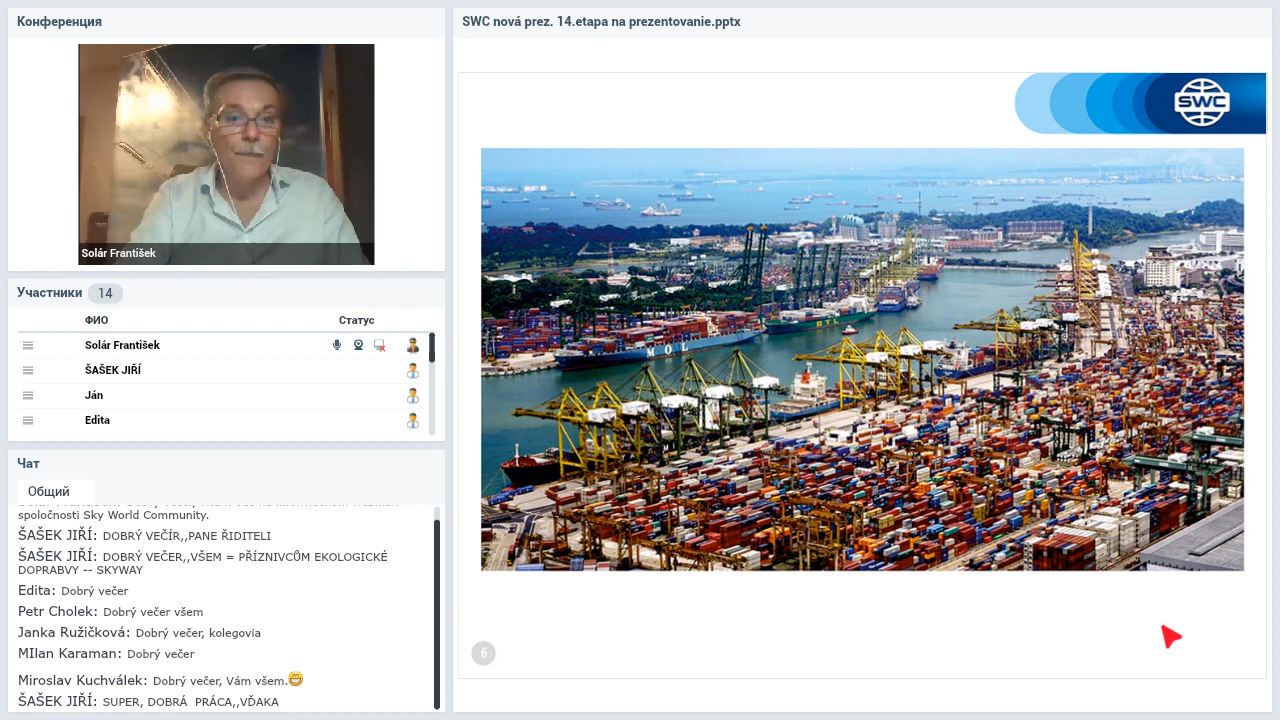 Конференция
Solár František
Участники 14
ФИО Статус
Solár František
ŠAŠEK JIŘÍ
Ján
Edita
Чат
Общий
spoločnosti Sky World Community.
ŠAŠEK JIŘÍ: DOBRÝ VEČÍR,,PANE ŘIDITELI
ŠAŠEK JIŘÍ: DOBRÝ VEČER,,VŠEM = PŘÍZNIVCŮM EKOLOGICKÉ
DOPRABVY -- SKYWAY
Edita: Dobrý večer
Petr Cholek: Dobrý večer všem
Janka Ružičková: Dobrý večer, kolegovia
MIlan Karaman: Dobrý večer
Miroslav Kuchválek: Dobrý večer, Vám všem.
ŠAŠEK JIŘÍ: SUPER, DOBRÁ PRÁCA,,VĎAKA
SWC nová prez. 14.etapa na prezentovanie.pptx
SWC
MOL
6